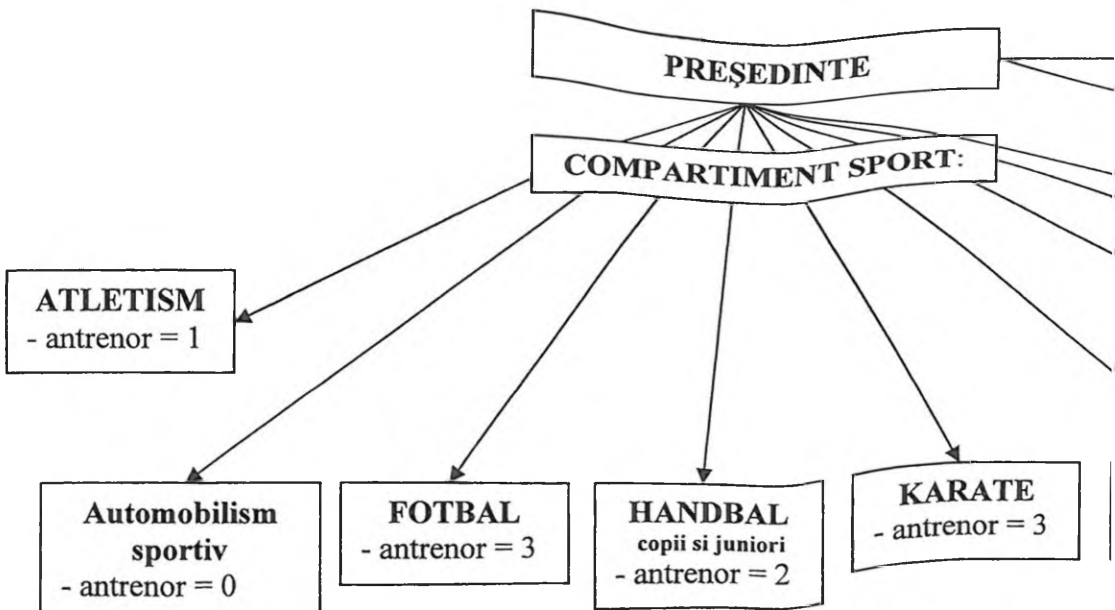 PREŞEDINTE
COMPARTIMENT SPORT:
ATLETISM
- antrenor = 1
Automobilism
sportiv
- antrenor = 0
FOTBAL
- antrenor = 3
HANDBAL
copii si juniori
- antrenor = 2
KARATE
- antrenor = 3